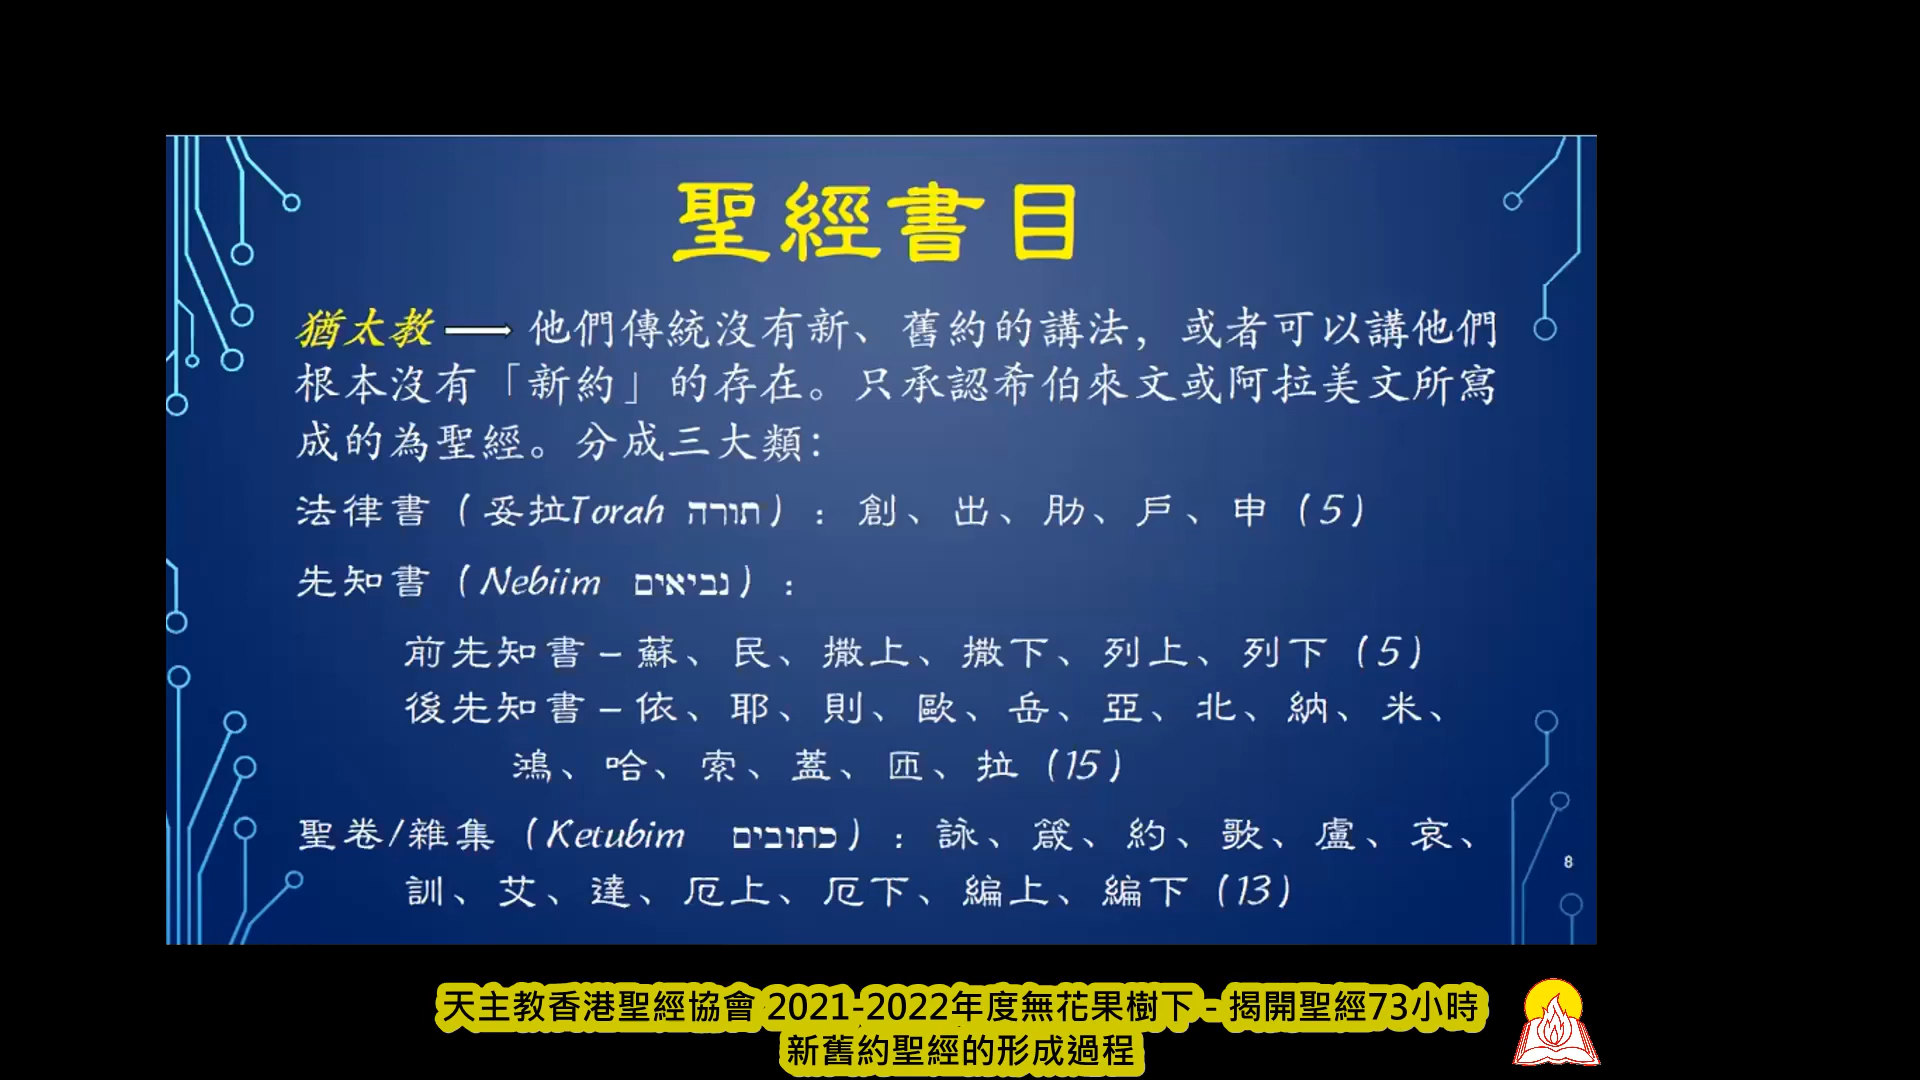 聖經書目
猶太教 他們傳統沒有新、舊約的講法，或者可以講他們
根本沒有「新約」的存在。只承認希伯來文或阿拉美文所寫
成的為聖經。分成三大類：
法律書（妥拉Torah תורה）：創、出、肋、戶、申（5）
先知書（Nebiim נביאים）：
前先知書–蘇、民、撒上、撒下、列上、列下（5）
後先知書–依、耶、則、歐、岳、亞、北、納、米、
鴻、哈、索、蓋、匝、拉（15）
聖卷/雜集（Ketubim כתובים）：詠、箴、約、歌、盧、哀、
訓、艾、達、厄上、厄下、編上、編下（13）
8
天主教香港聖經協會 2021-2022年度無花果樹下 - 揭開聖經73小時
新舊約聖經的形成過程